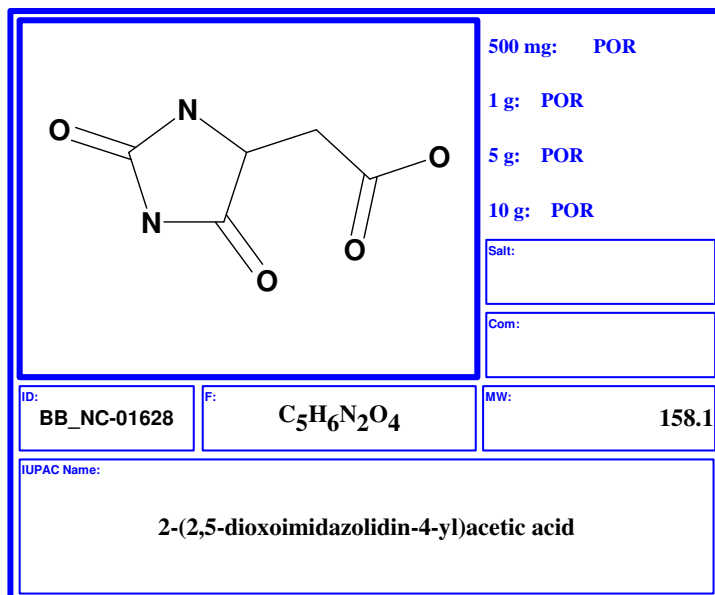 500 mg: POR
1 g: POR
5 g: POR
10 g: POR
N
O
O
N
O
O
Salt:
Com:
ID:
BB_NC-01628
F:
C5H6N2O4
MW:
158.1
IUPAC Name:
2-(2,5-dioxoimidazolidin-4-yl)acetic acid